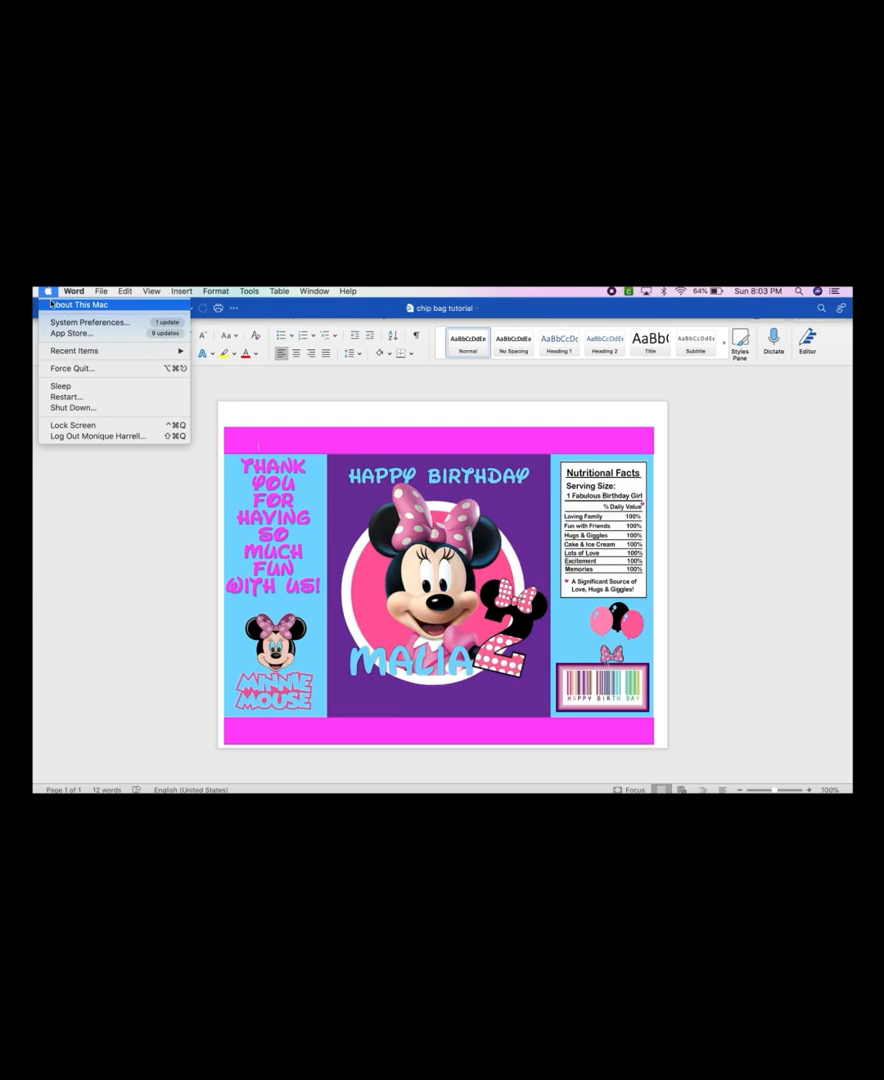 Word File Edit View Insert Format Tools Table Window Help 64% Sun 8:03 PM
About This Mac
chip bag tutorial
System Preferences... 1 update
App Store... 9 updates
Recent Items
Force Quit...
Sleep
Restart...
Shut Down...
Lock Screen ^⌘Q
Log Out Monique Harrell... ⇧⌘Q
Aa
AaBbCcDdEe AaBbCcDdEe AaBbCcDc AaBbCcDdEe AaBb( AaBbCcDdEe
Normal No Spacing Heading 1 Heading 2 Title Subtitle Styles Pane Dictate Editor
THANK
YOU
FOR
HAVING
SO
MUCH
FUN
WITH US!
MINNIE
MOUSE
HAPPY BIRTHDAY
MALIA
2
Nutritional Facts
Serving Size:
1 Fabulous Birthday Girl
% Daily Value
Loving Family 100%
Fun with Friends 100%
Hugs & Giggles 100%
Cake & Ice Cream 100%
Lots of Love 100%
Excitement 100%
Memories 100%
A Significant Source of
Love, Hugs & Giggles!
HAPPY BIRTH DAY
Page 1 of 1 12 words English (United States) Focus 100%